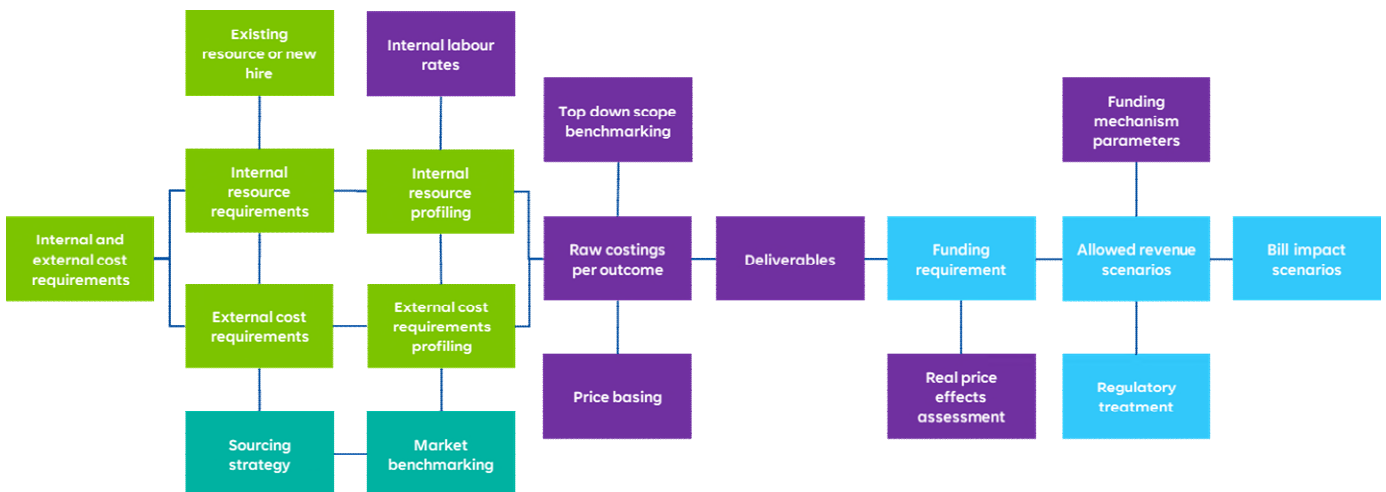 Existing
resource or new
hire
Internal labour
rates
Top down scope
benchmarking
Funding
mechanism
parameters
Internal
resource
requirements
Internal
resource
profiling
Internal and
external cost
requirements
Raw costings
per outcome
Deliverables
Funding
requirement
Allowed revenue
scenarios
Bill impact
scenarios
External cost
requirements
External cost
requirements
profiling
Price basing
Real price
effects
assessment
Regulatory
treatment
Sourcing
strategy
Market
benchmarking